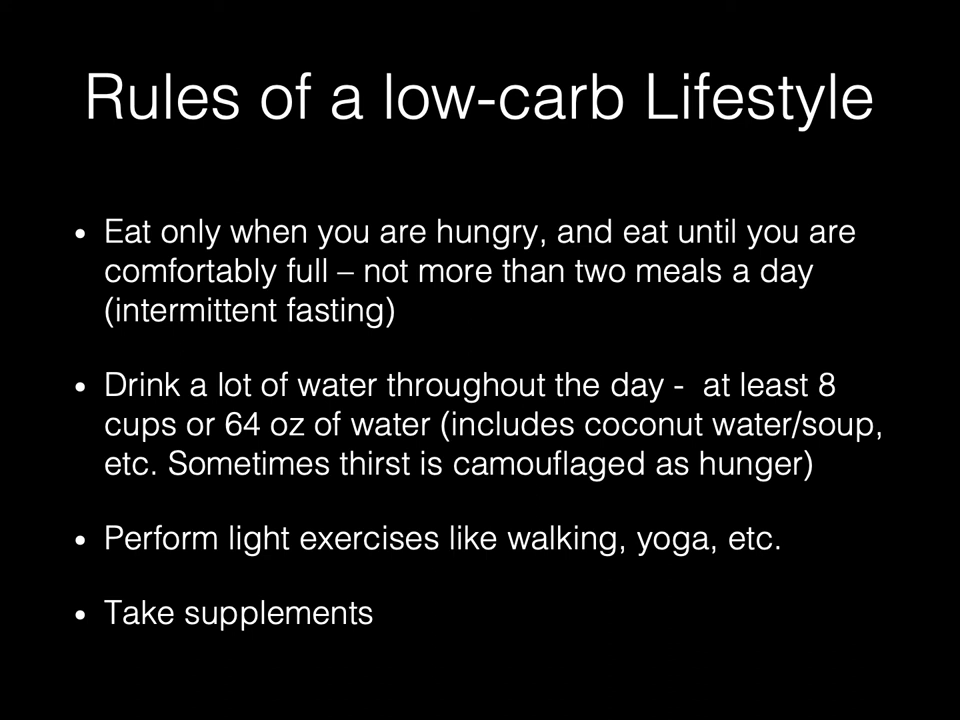 Rules of a low-carb Lifestyle
• Eat only when you are hungry, and eat until you are
comfortably full – not more than two meals a day
(intermittent fasting)
• Drink a lot of water throughout the day -  at least 8
cups or 64 oz of water (includes coconut water/soup,
etc. Sometimes thirst is camouflaged as hunger)
• Perform light exercises like walking, yoga, etc.
• Take supplements